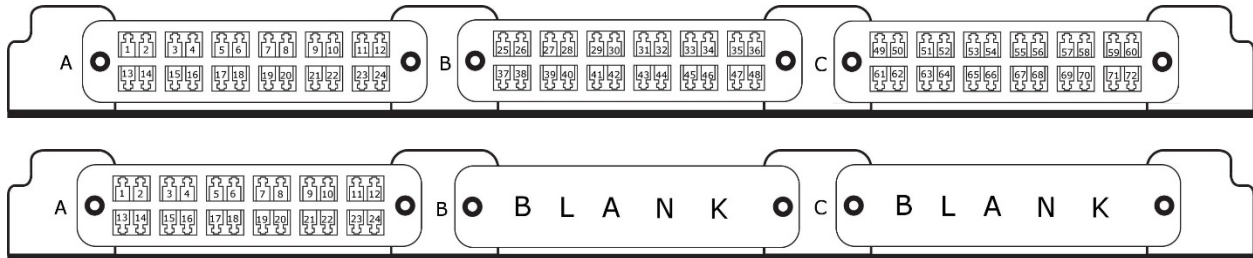 A 1 2 3 4 5 6 7 8 9 10 11 12 B 25 26 27 28 29 30 31 32 33 34 35 36 C 49 50 51 52 53 54 55 56 57 58 59 60
13 14 15 16 17 18 19 20 21 22 23 24 37 38 39 40 41 42 43 44 45 46 47 48 61 62 63 64 65 66 67 68 69 70 71 72
A 1 2 3 4 5 6 7 8 9 10 11 12 B BLANK C BLANK
13 14 15 16 17 18 19 20 21 22 23 24